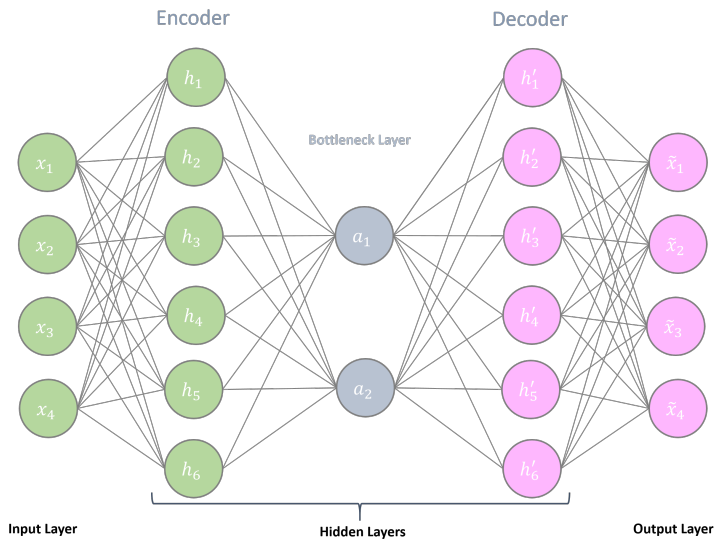 Encoder
Decoder
Bottleneck Layer
x₁
x₂
x₃
x₄
h₁
h₂
h₃
h₄
h₅
h₆
a₁
a₂
h′₁
h′₂
h′₃
h′₄
h′₅
h′₆
x̃₁
x̃₂
x̃₃
x̃₄
Input Layer
Hidden Layers
Output Layer